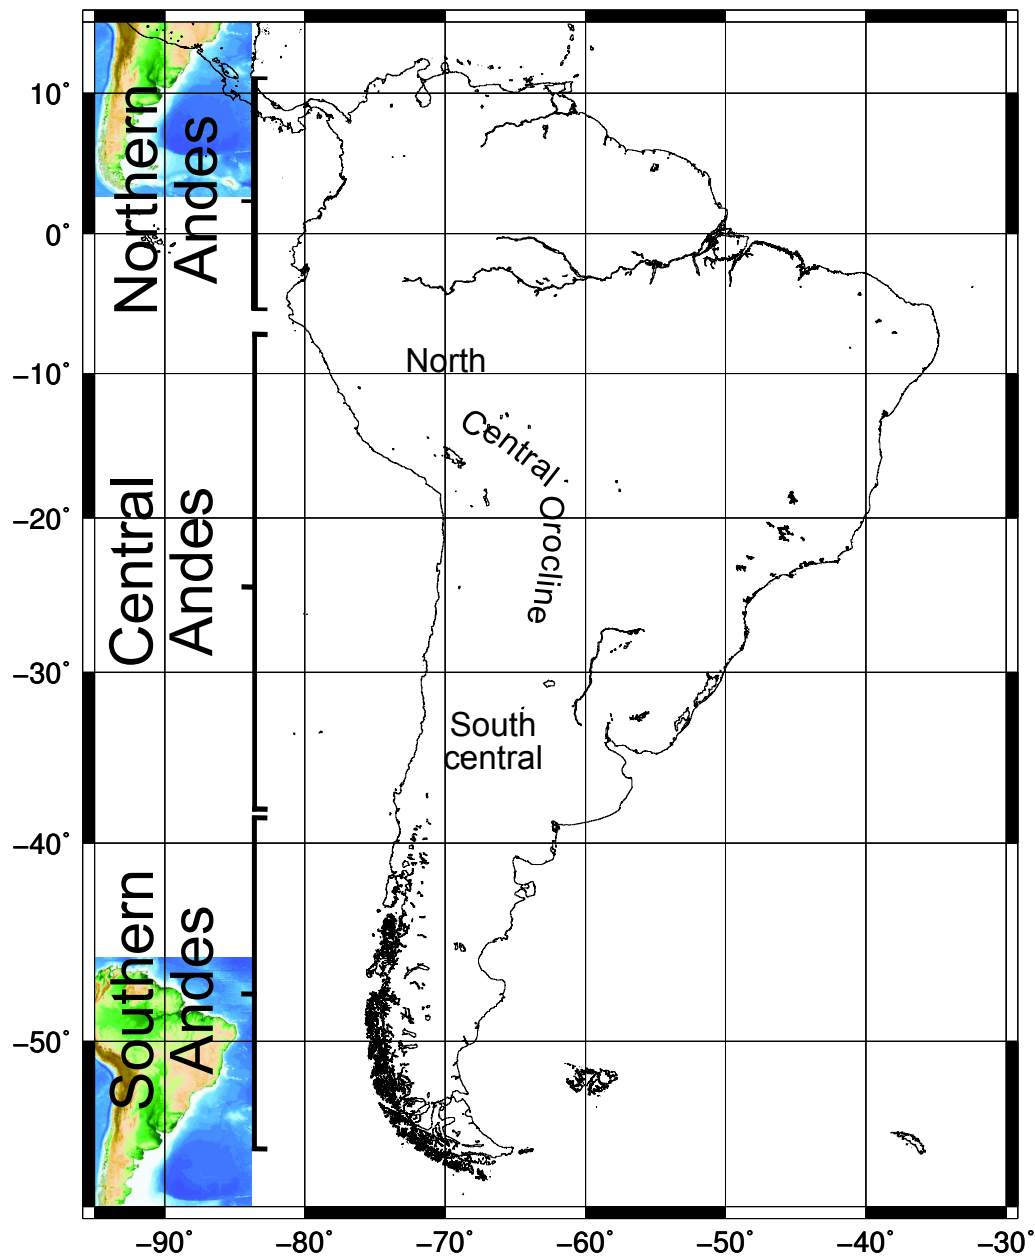 10°
0°
−10°
−20°
−30°
−40°
−50°
Northern
Andes
Central
Andes
Southern
Andes
North
Central Orocline
South
central
−90°
−80°
−70°
−60°
−50°
−40°
−30°